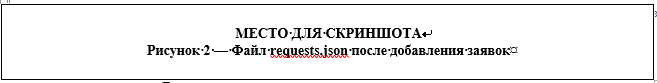 МЕСТО ДЛЯ СКРИНШОТА
Рисунок 2 — Файл requests.json после добавления заявок